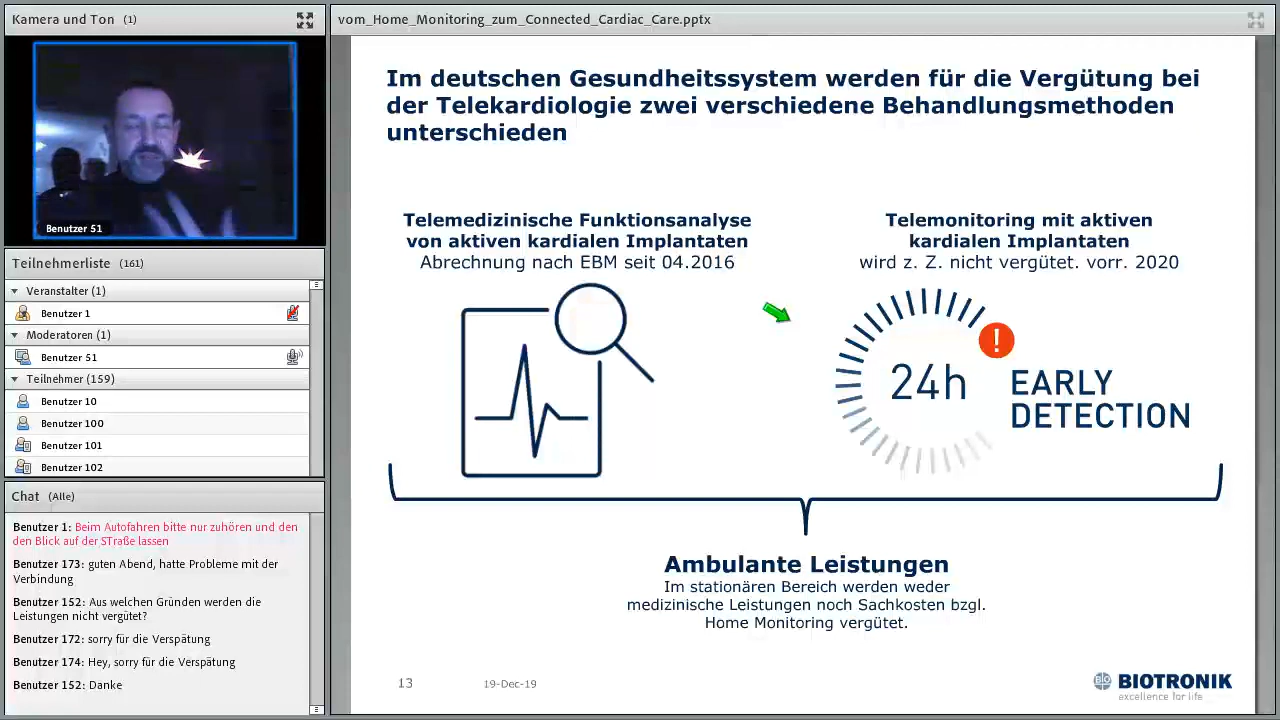 Kamera und Ton (1)
Benutzer 51
Teilnehmerliste (161)
Veranstalter (1)
Benutzer 1
Moderatoren (1)
Benutzer 51
Teilnehmer (159)
Benutzer 10
Benutzer 100
Benutzer 101
Benutzer 102
Chat (Alle)
Benutzer 1: Beim Autofahren bitte nur zuhören und den
den Blick auf der STraße lassen
Benutzer 173: guten Abend, hatte Probleme mit der
Verbindung
Benutzer 152: Aus welchen Gründen werden die
Leistungen nicht vergütet?
Benutzer 172: sorry für die Verspätung
Benutzer 174: Hey, sorry für die Verspätung
Benutzer 152: Danke
vom_Home_Monitoring_zum_Connected_Cardiac_Care.pptx
Im deutschen Gesundheitssystem werden für die Vergütung bei
der Telekardiologie zwei verschiedene Behandlungsmethoden
unterschieden
Telemedizinische Funktionsanalyse
von aktiven kardialen Implantaten
Abrechnung nach EBM seit 04.2016
Telemonitoring mit aktiven
kardialen Implantaten
wird z. Z. nicht vergütet. vorr. 2020
24h
!
EARLY
DETECTION
Ambulante Leistungen
Im stationären Bereich werden weder
medizinische Leistungen noch Sachkosten bzgl.
Home Monitoring vergütet.
13
19-Dec-19
BIO
BIOTRONIK
excellence for life